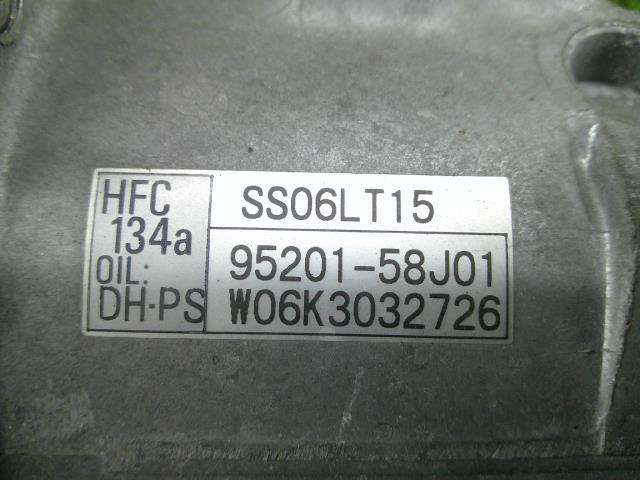 HFC
134a
OIL:
DH-PS
SS06LT15
95201-58J01
W06K3032726